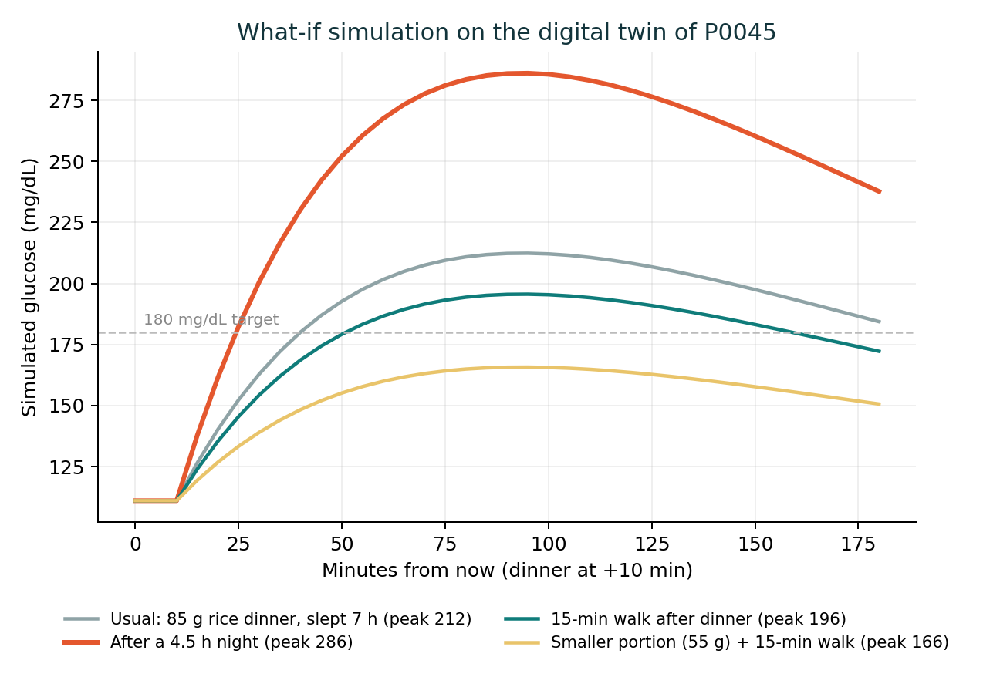 What-if simulation on the digital twin of P0045
Simulated glucose (mg/dL)
275
250
225
200
175
150
125
180 mg/dL target
0 25 50 75 100 125 150 175
Minutes from now (dinner at +10 min)
Usual: 85 g rice dinner, slept 7 h (peak 212)
After a 4.5 h night (peak 286)
15-min walk after dinner (peak 196)
Smaller portion (55 g) + 15-min walk (peak 166)